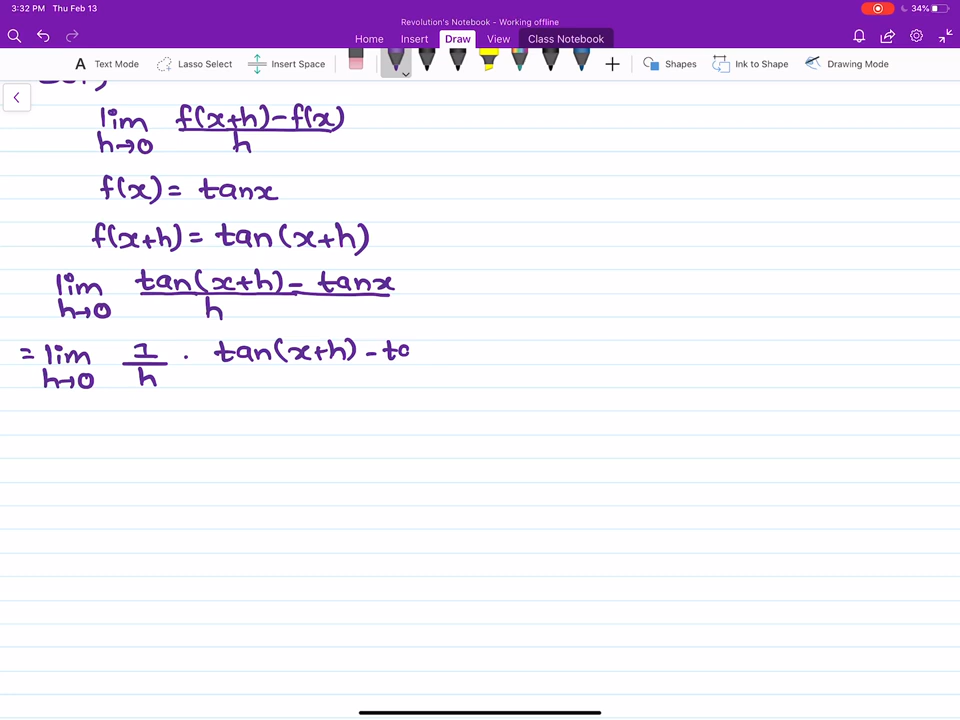 3:32 PM Thu Feb 13
34%
Revolution's Notebook - Working offline
Home Insert Draw View Class Notebook
A Text Mode Lasso Select Insert Space Shapes Ink to Shape Drawing Mode
lim f(x+h)-f(x)
h→0 h
f(x) = tanx
f(x+h) = tan(x+h)
lim tan(x+h) - tanx
h→0 h
= lim 1 . tan(x+h) - ta
h→0 h